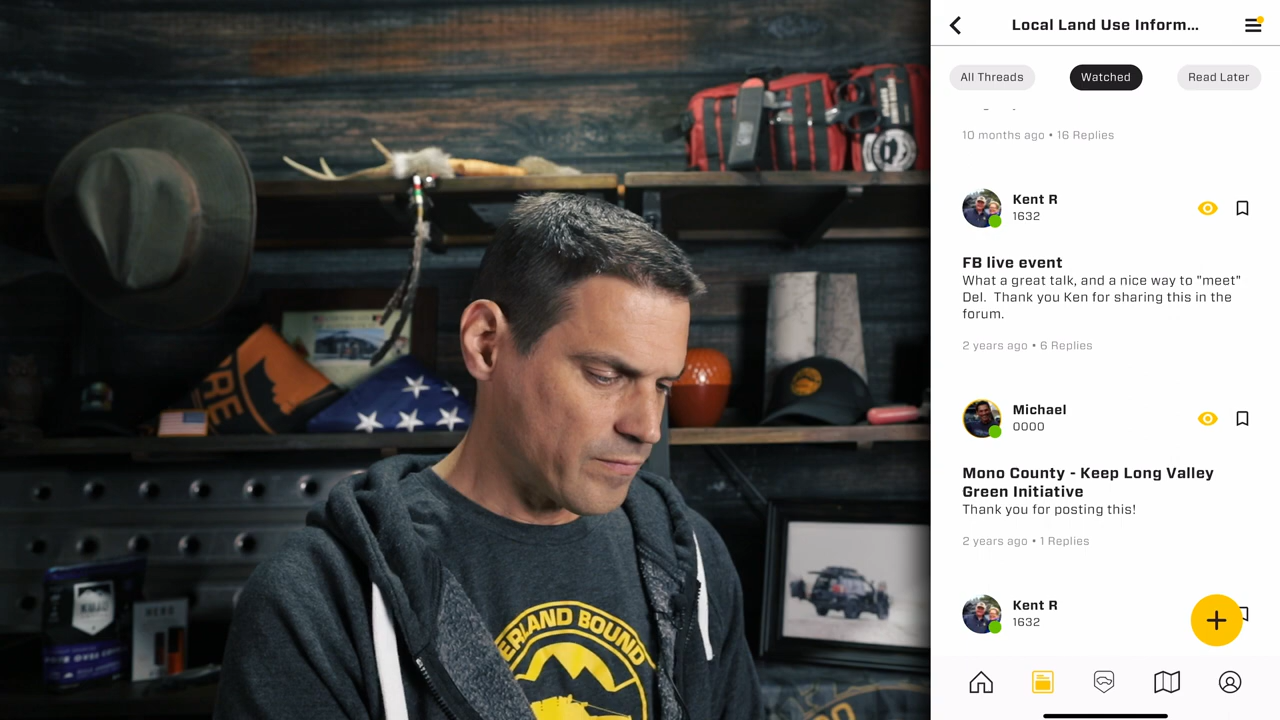 Local Land Use Inform...
All Threads
Watched
Read Later
10 months ago • 16 Replies
Kent R
1632
FB live event
What a great talk, and a nice way to "meet"
Del.  Thank you Ken for sharing this in the
forum.
2 years ago • 6 Replies
Michael
0000
Mono County - Keep Long Valley
Green Initiative
Thank you for posting this!
2 years ago • 1 Replies
Kent R
1632
ERLAND BOUND
KUJU